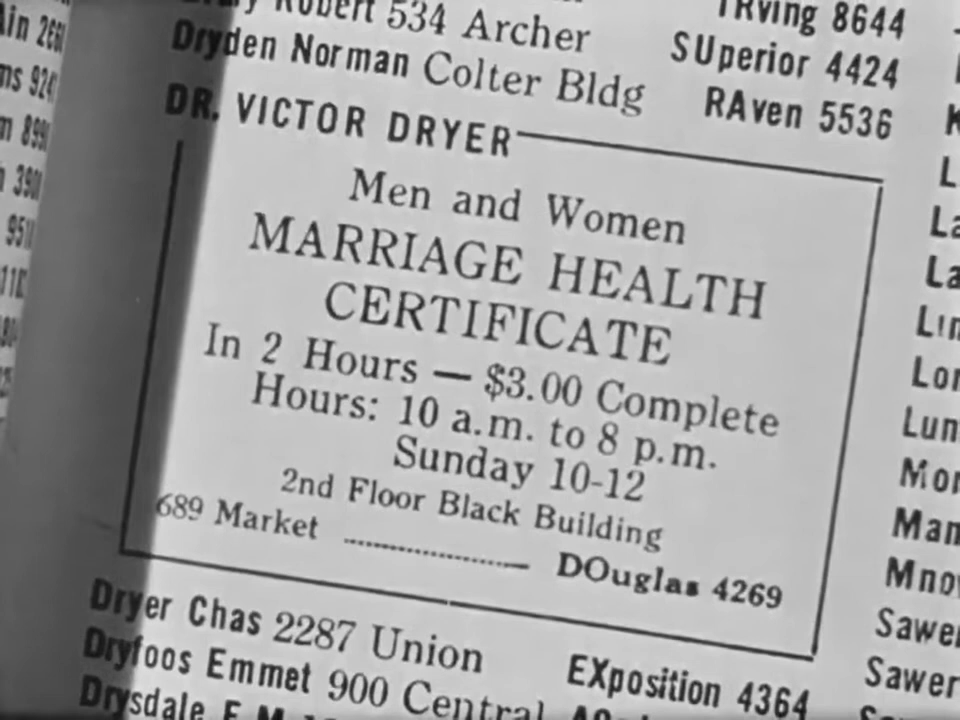 Robert 534 Archer
IRving 8644
Dryden Norman Colter Bldg
SUperior 4424
RAven 5536
DR. VICTOR DRYER
Men and Women
MARRIAGE HEALTH
CERTIFICATE
In 2 Hours — $3.00 Complete
Hours: 10 a.m. to 8 p.m.
Sunday 10-12
2nd Floor Black Building
689 Market ........................ DOuglas 4269
Dryer Chas 2287 Union
EXposition 4364
Dryfoos Emmet 900 Central
Drysdale